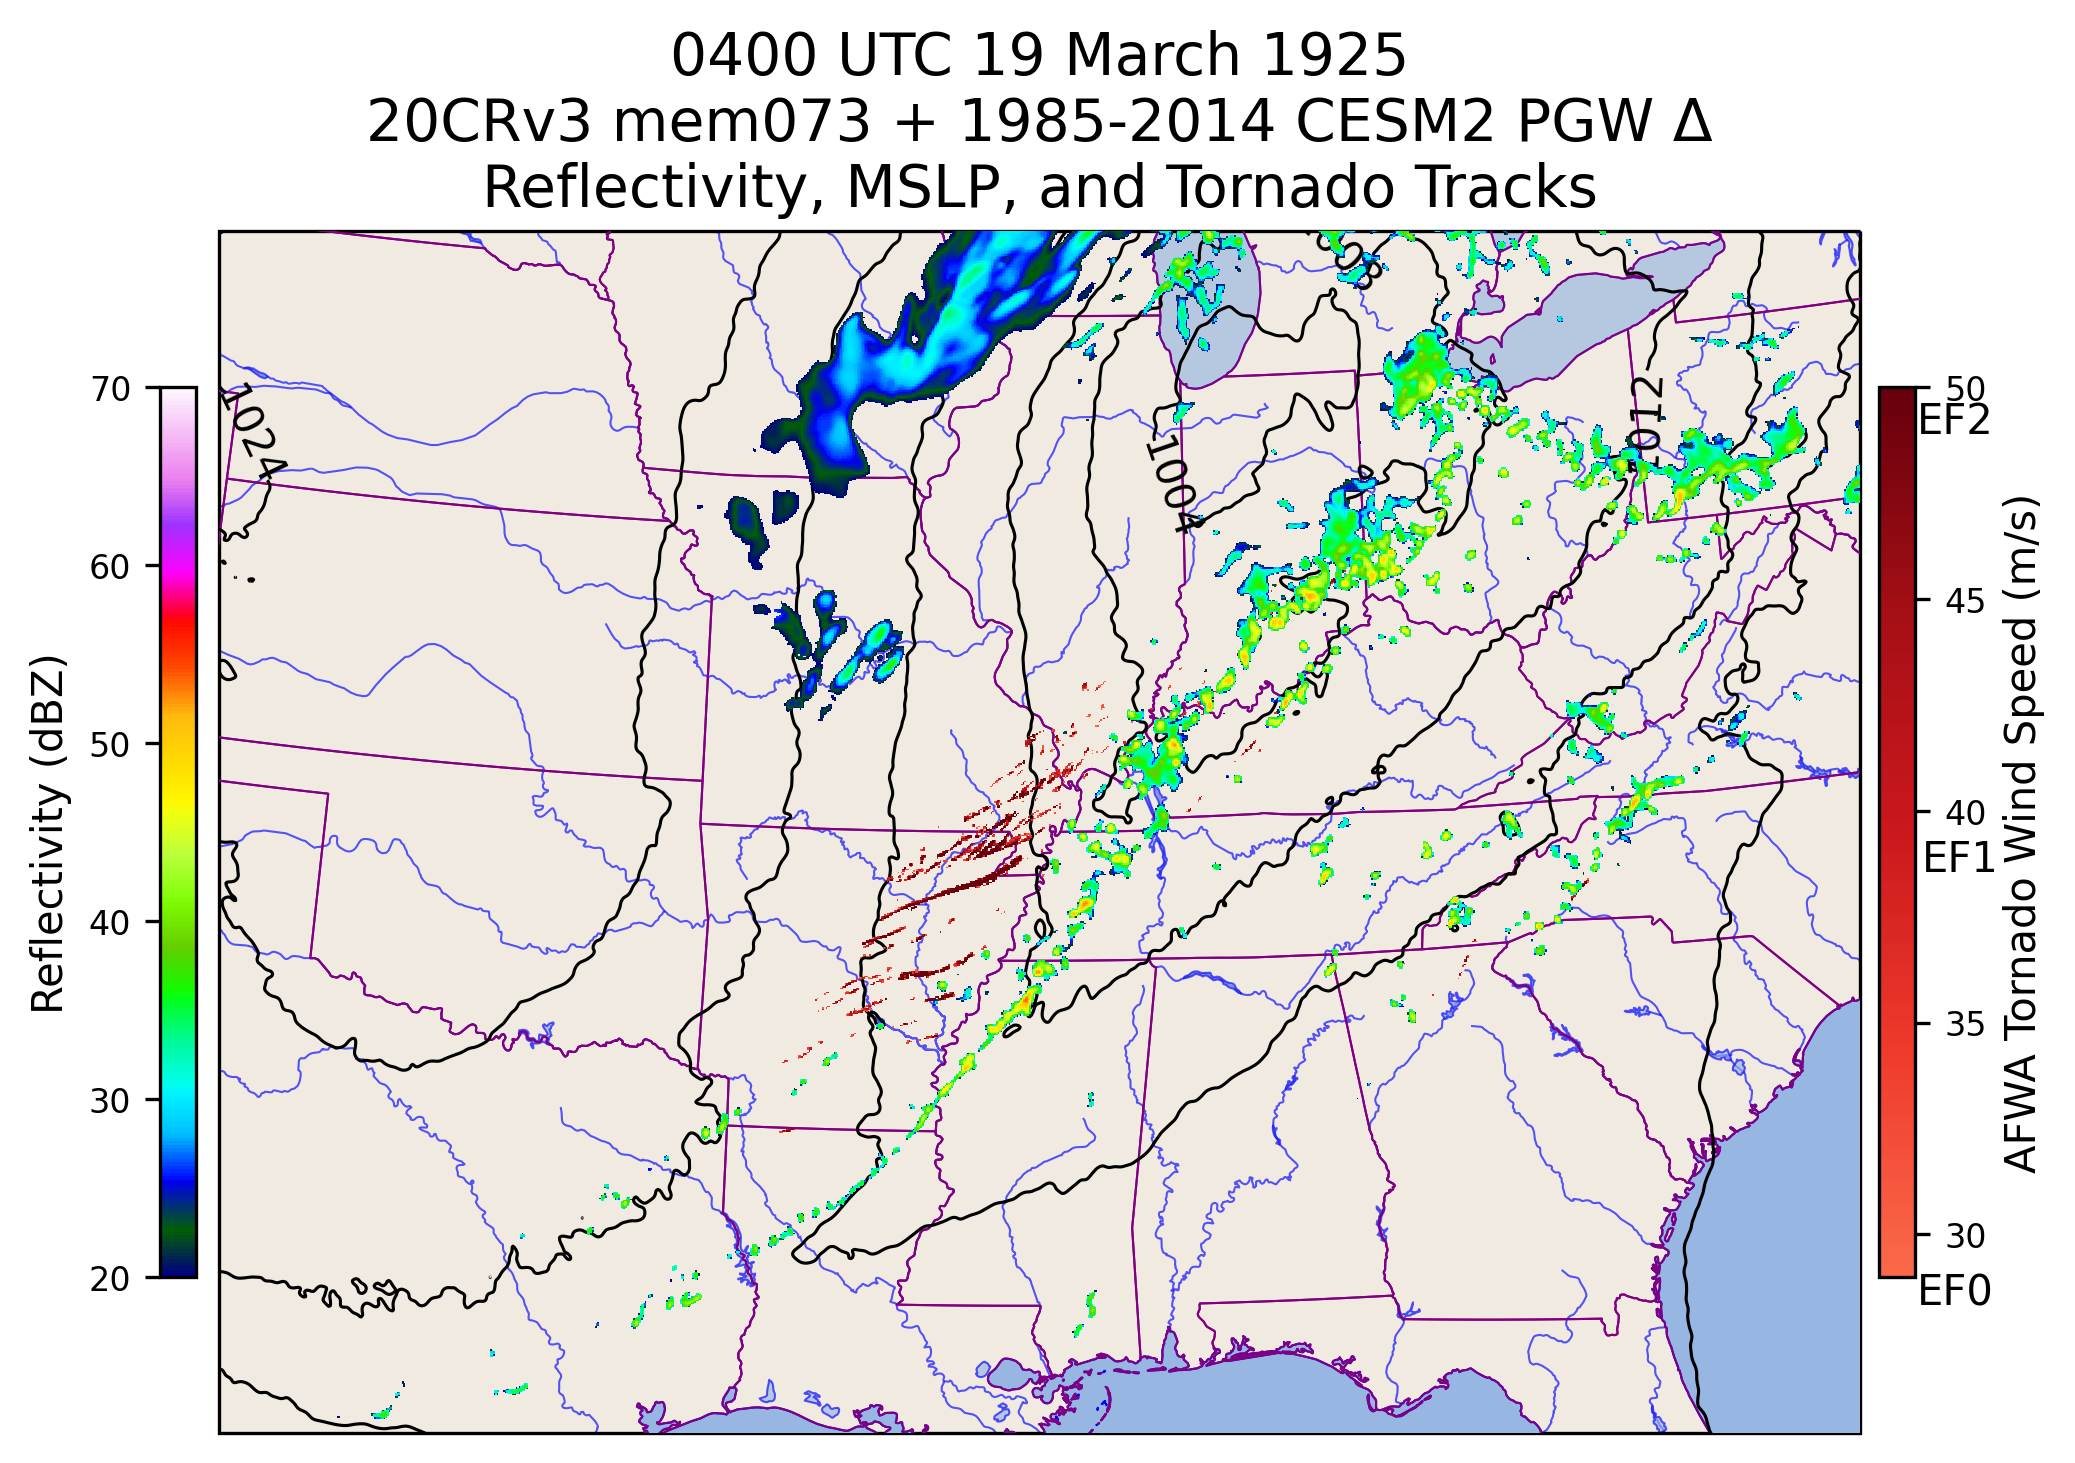 0400 UTC 19 March 1925
20CRv3 mem073 + 1985-2014 CESM2 PGW Δ
Reflectivity, MSLP, and Tornado Tracks
Reflectivity (dBZ)
70
60
50
40
30
20
1024
1004
1008
1012
50
EF2
45
40
EF1
35
30
EF0
AFWA Tornado Wind Speed (m/s)